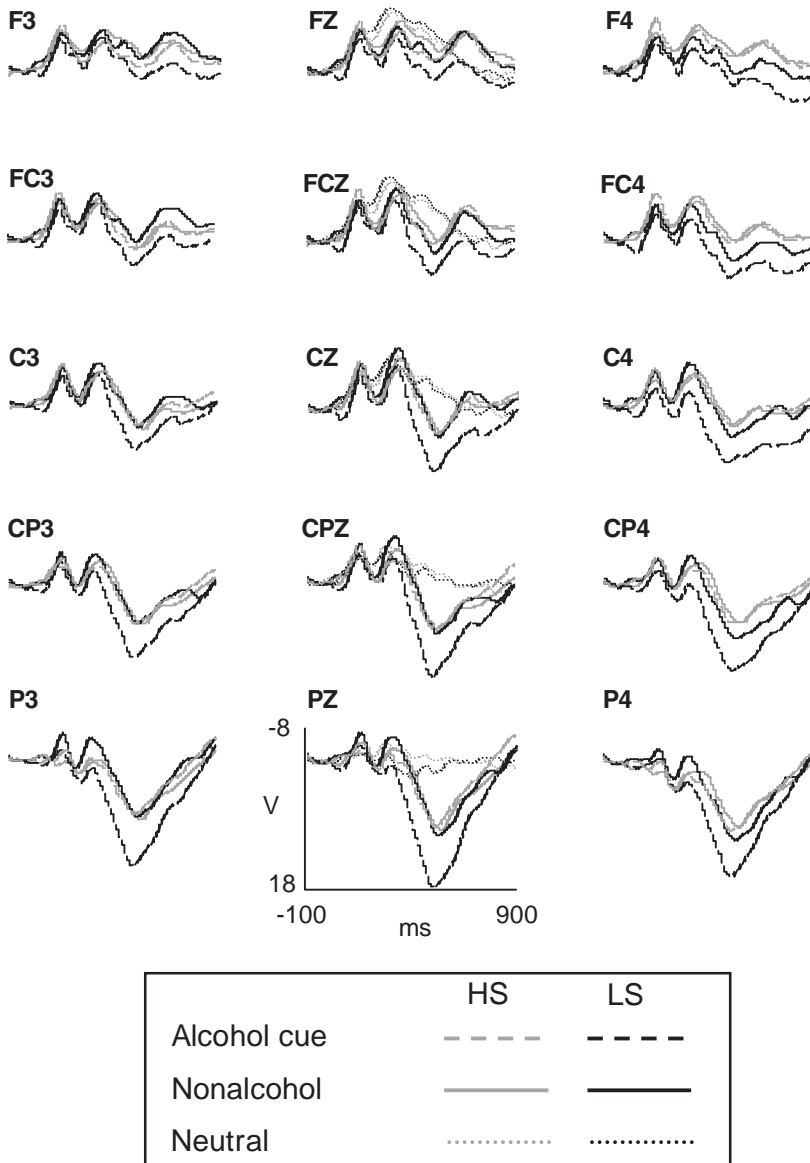 F3 FZ F4
FC3 FCZ FC4
C3 CZ C4
CP3 CPZ CP4
P3 PZ P4
-8
V
18
-100 900
ms
HS LS
Alcohol cue
Nonalcohol
Neutral